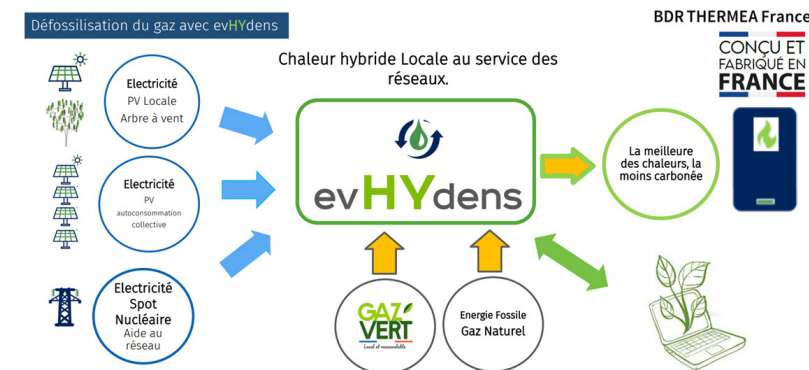 Défossilisation du gaz avec evHYdens
BDR THERMEA France
CONÇU ET
FABRIQUÉ EN
FRANCE
Chaleur hybride Locale au service des
réseaux.
Electricité
PV Locale
Arbre à vent
Electricité
PV
autoconsommation
collective
Electricité
Spot
Nucléaire
Aide au
réseau
evHYdens
La meilleure
des chaleurs, la
moins carbonée
GAZ
VERT
Local et renouvelable
Energie Fossile
Gaz Naturel